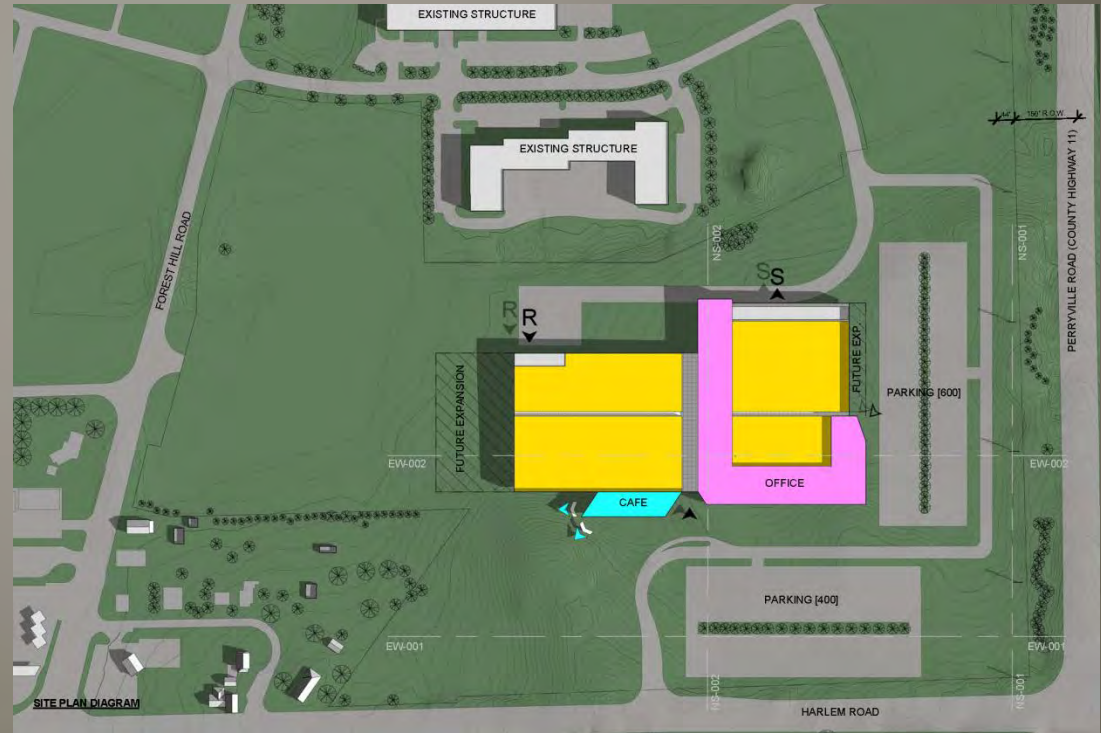 EXISTING STRUCTURE
156' R.O.W
EXISTING STRUCTURE
FOREST HILL ROAD
PERRYVILLE ROAD (COUNTY HIGHWAY 11)
NS-002
NS-001
S
S
R
R
FUTURE EXPANSION
FUTURE EXP.
PARKING [600]
EW-002
EW-002
OFFICE
CAFE
PARKING [400]
EW-001
EW-001
NS-002
NS-001
SITE PLAN DIAGRAM
HARLEM ROAD